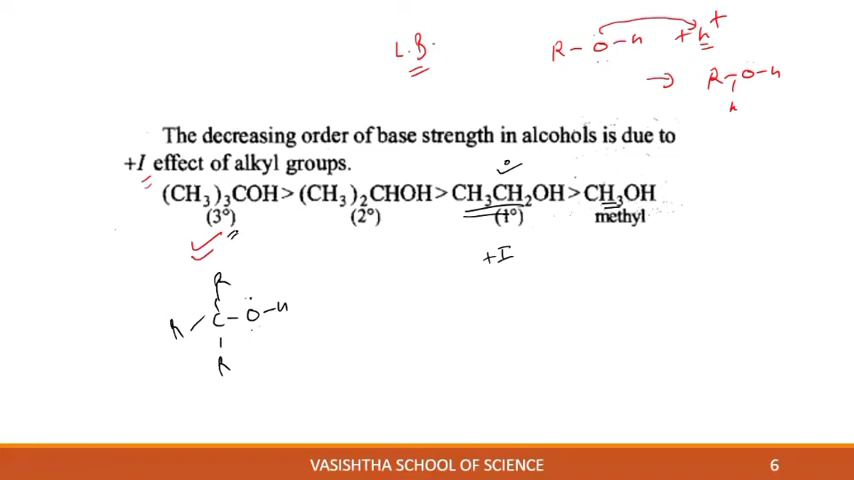 L.B.
R-O-H + H+
→ R-O-H
H
The decreasing order of base strength in alcohols is due to
+I effect of alkyl groups.
(CH3)3COH > (CH3)2CHOH > CH3CH2OH > CH3OH
(3°) (2°) (1°) methyl
+I
R
R-C-O-H
R
VASISHTHA SCHOOL OF SCIENCE 6